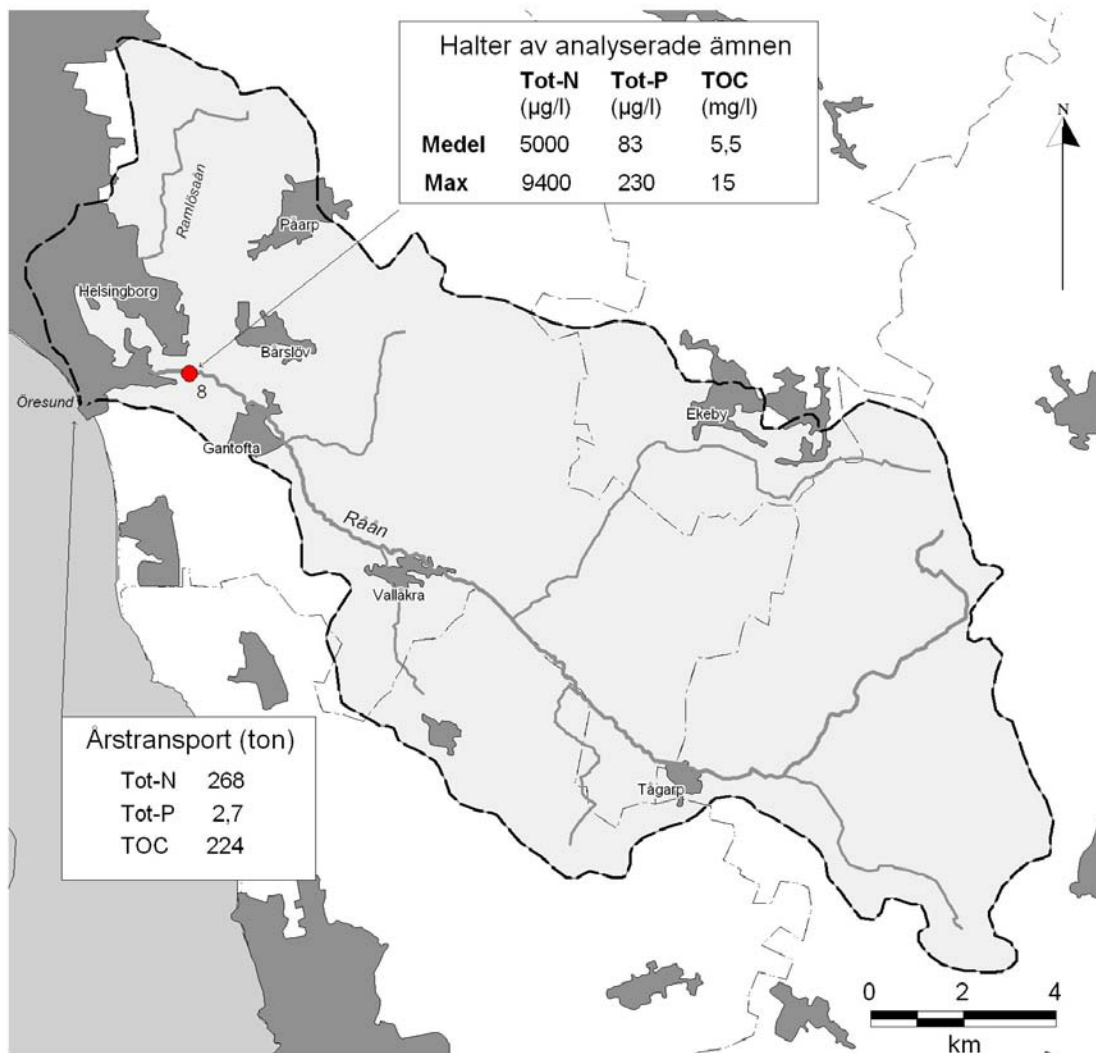 Halter av analyserade ämnen
Tot-N Tot-P TOC
(µg/l) (µg/l) (mg/l)
Medel 5000 83 5,5
Max 9400 230 15
N
Ramlösaån
Påarp
Helsingborg
Bårslöv
Öresund
8
Gantofta
Ekeby
Råån
Vallåkra
Årstransport (ton)
Tot-N 268
Tot-P 2,7
TOC 224
Tågarp
0 2 4
km